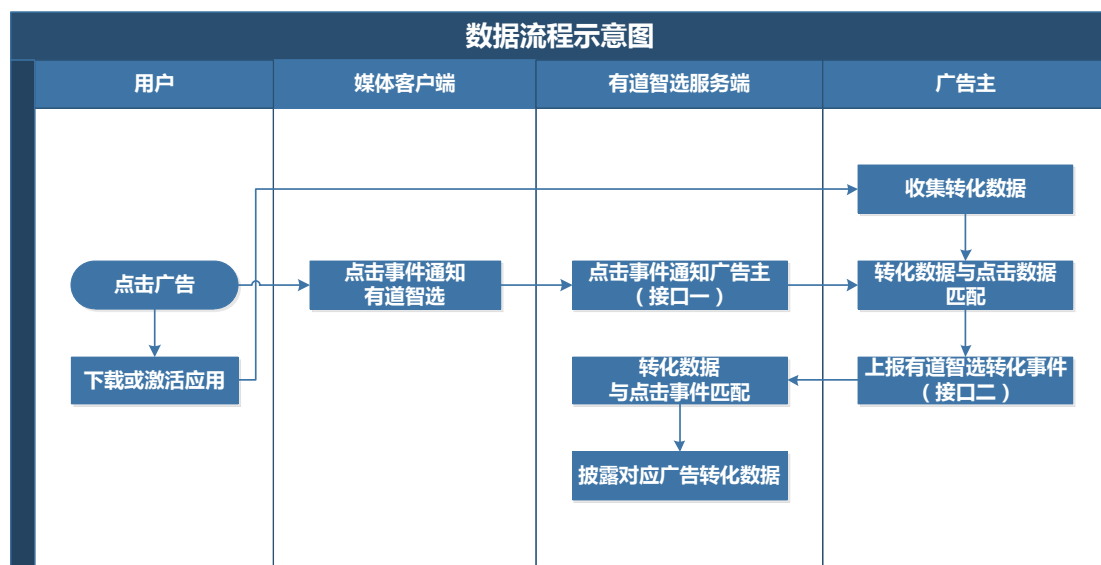 数据流程示意图
用户
媒体客户端
有道智选服务端
广告主
收集转化数据
点击广告
点击事件通知
有道智选
点击事件通知广告主
（接口一）
转化数据与点击数据
匹配
下载或激活应用
转化数据
与点击事件匹配
上报有道智选转化事件
（接口二）
披露对应广告转化数据